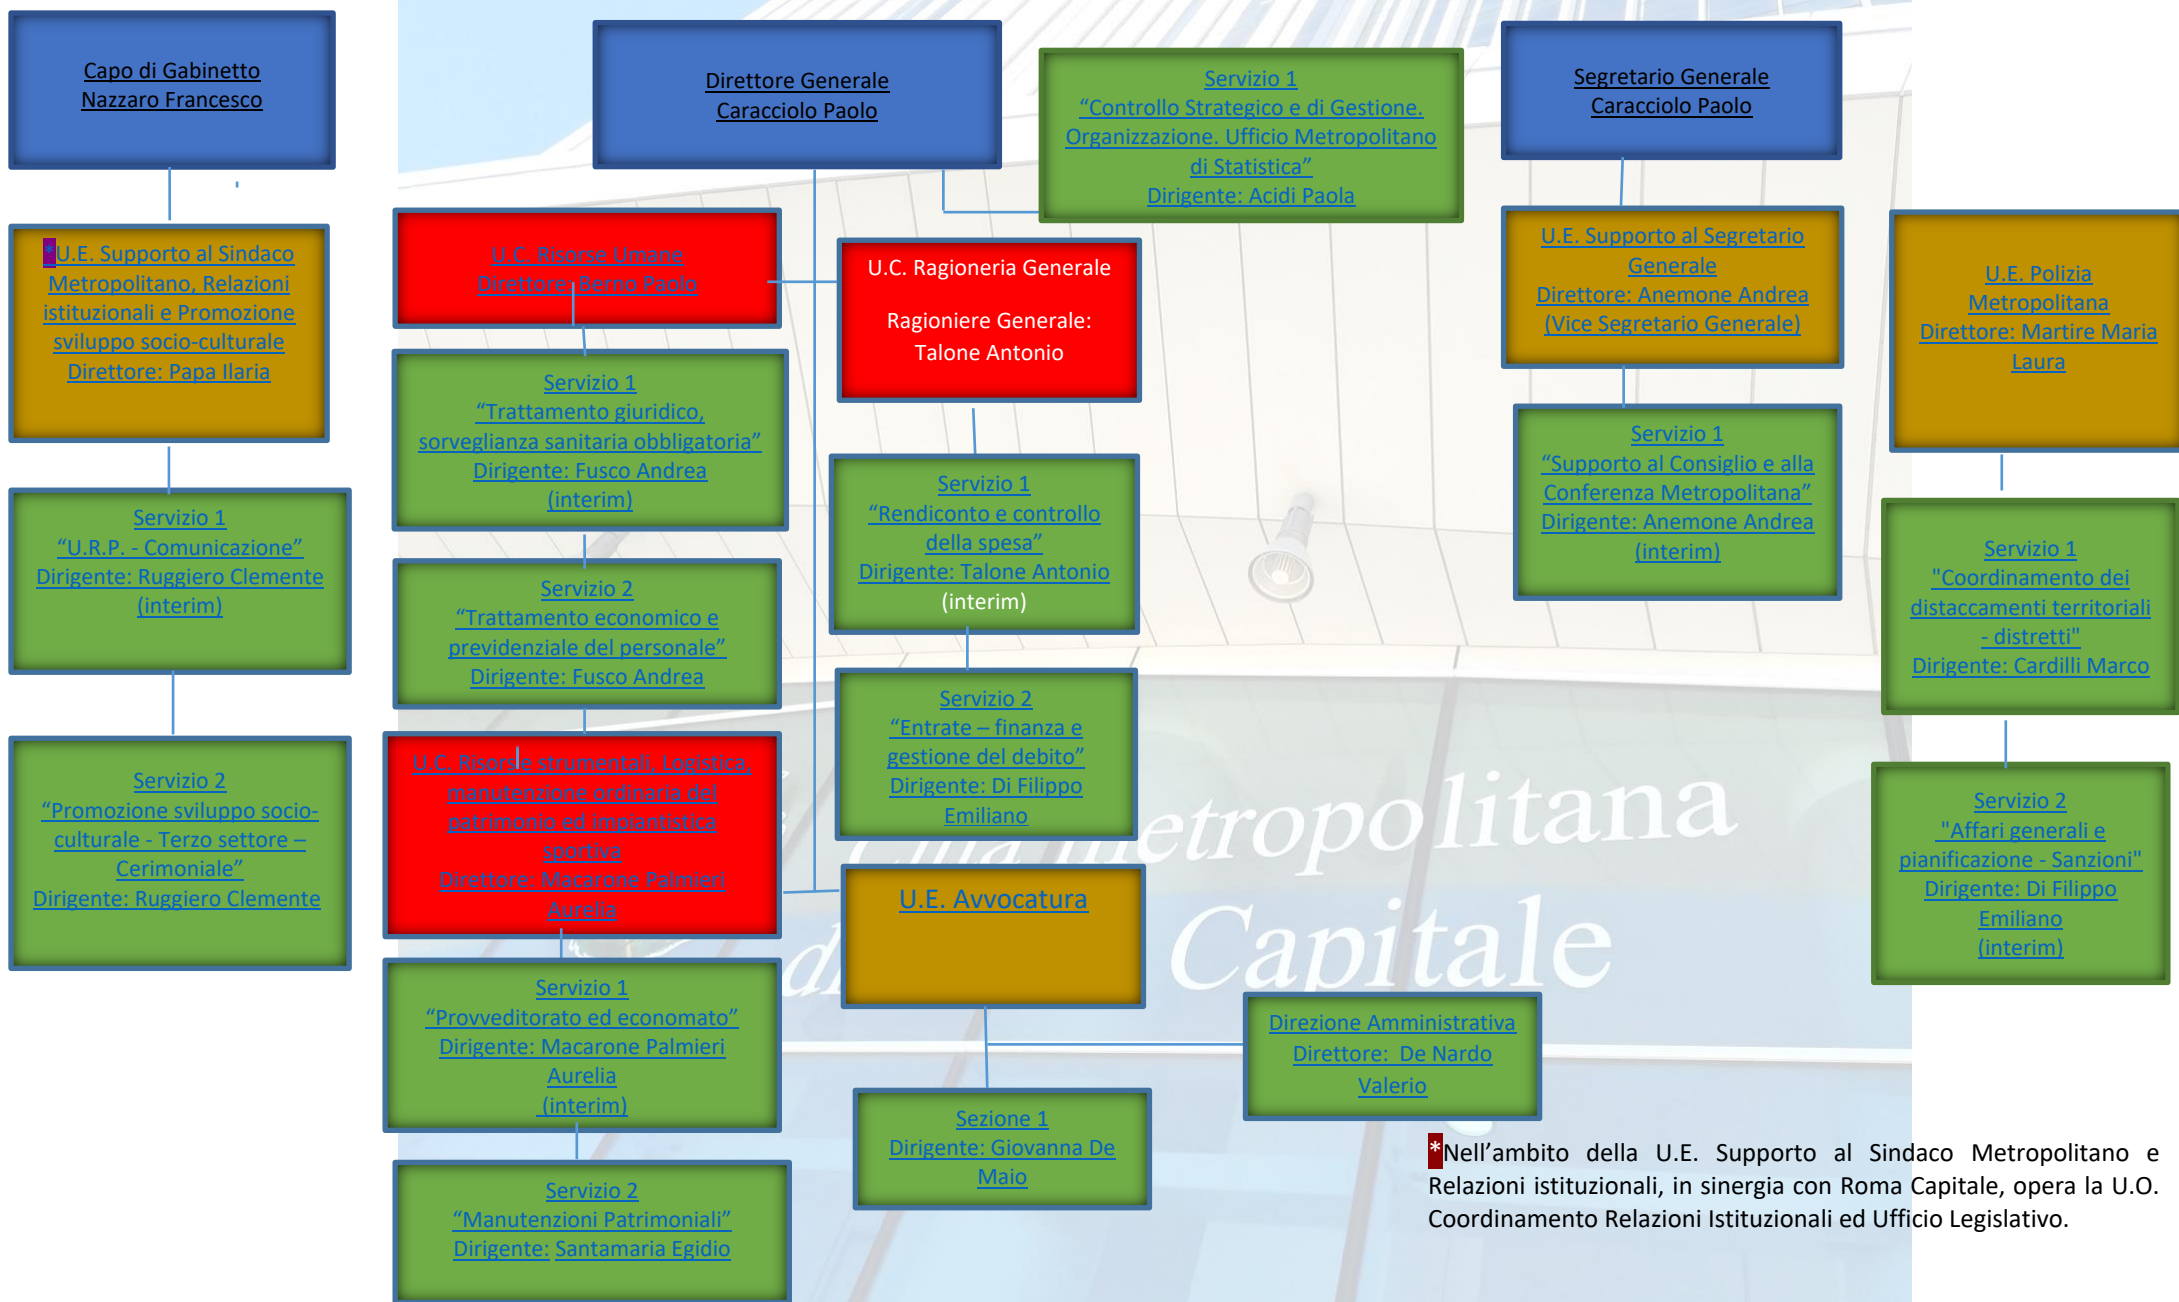 Capo di Gabinetto
Nazzaro Francesco
Direttore Generale
Caracciolo Paolo
Servizio 1
“Controllo Strategico e di Gestione.
Organizzazione. Ufficio Metropolitano
di Statistica”
Dirigente: Acidi Paola
Segretario Generale
Caracciolo Paolo
*U.E. Supporto al Sindaco
Metropolitano, Relazioni
istituzionali e Promozione
sviluppo socio-culturale
Direttore: Papa Ilaria
Servizio 1
“U.R.P. - Comunicazione”
Dirigente: Ruggiero Clemente
(interim)
Servizio 2
“Promozione sviluppo socio-
culturale - Terzo settore –
Cerimoniale”
Dirigente: Ruggiero Clemente
U.C. Risorse Umane
Direttore: Berno Paolo
Servizio 1
“Trattamento giuridico,
sorveglianza sanitaria obbligatoria”
Dirigente: Fusco Andrea
(interim)
Servizio 2
“Trattamento economico e
previdenziale del personale”
Dirigente: Fusco Andrea
U.C. Risorse strumentali, Logistica,
manutenzione ordinaria del
patrimonio ed impiantistica
sportiva
Direttore: Macarone Palmieri
Aurelia
Servizio 1
“Provveditorato ed economato”
Dirigente: Macarone Palmieri
Aurelia
(interim)
Servizio 2
“Manutenzioni Patrimoniali”
Dirigente: Santamaria Egidio
U.C. Ragioneria Generale
Ragioniere Generale:
Talone Antonio
Servizio 1
“Rendiconto e controllo
della spesa”
Dirigente: Talone Antonio
(interim)
Servizio 2
“Entrate – finanza e
gestione del debito”
Dirigente: Di Filippo
Emiliano
U.E. Avvocatura
Sezione 1
Dirigente: Giovanna De
Maio
Direzione Amministrativa
Direttore: De Nardo
Valerio
U.E. Supporto al Segretario
Generale
Direttore: Anemone Andrea
(Vice Segretario Generale)
Servizio 1
“Supporto al Consiglio e alla
Conferenza Metropolitana”
Dirigente: Anemone Andrea
(interim)
U.E. Polizia
Metropolitana
Direttore: Martire Maria
Laura
Servizio 1
"Coordinamento dei
distaccamenti territoriali
- distretti"
Dirigente: Cardilli Marco
Servizio 2
"Affari generali e
pianificazione - Sanzioni"
Dirigente: Di Filippo
Emiliano
(interim)
metropolitana
Capitale
*Nell’ambito della U.E. Supporto al Sindaco Metropolitano e
Relazioni istituzionali, in sinergia con Roma Capitale, opera la U.O.
Coordinamento Relazioni Istituzionali ed Ufficio Legislativo.